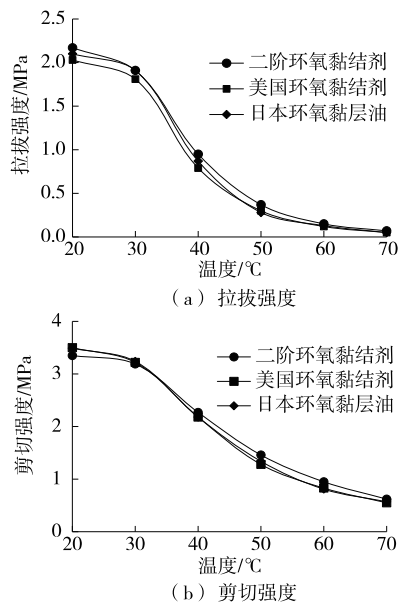 2.5
2.0
1.5
1.0
0.5
0.0
拉拔强度/MPa
二阶环氧黏结剂
美国环氧黏结剂
日本环氧黏层油
20 30 40 50 60 70
温度/℃
（a）拉拔强度
4
3
2
1
0
剪切强度/MPa
二阶环氧黏结剂
美国环氧黏结剂
日本环氧黏层油
20 30 40 50 60 70
温度/℃
（b）剪切强度